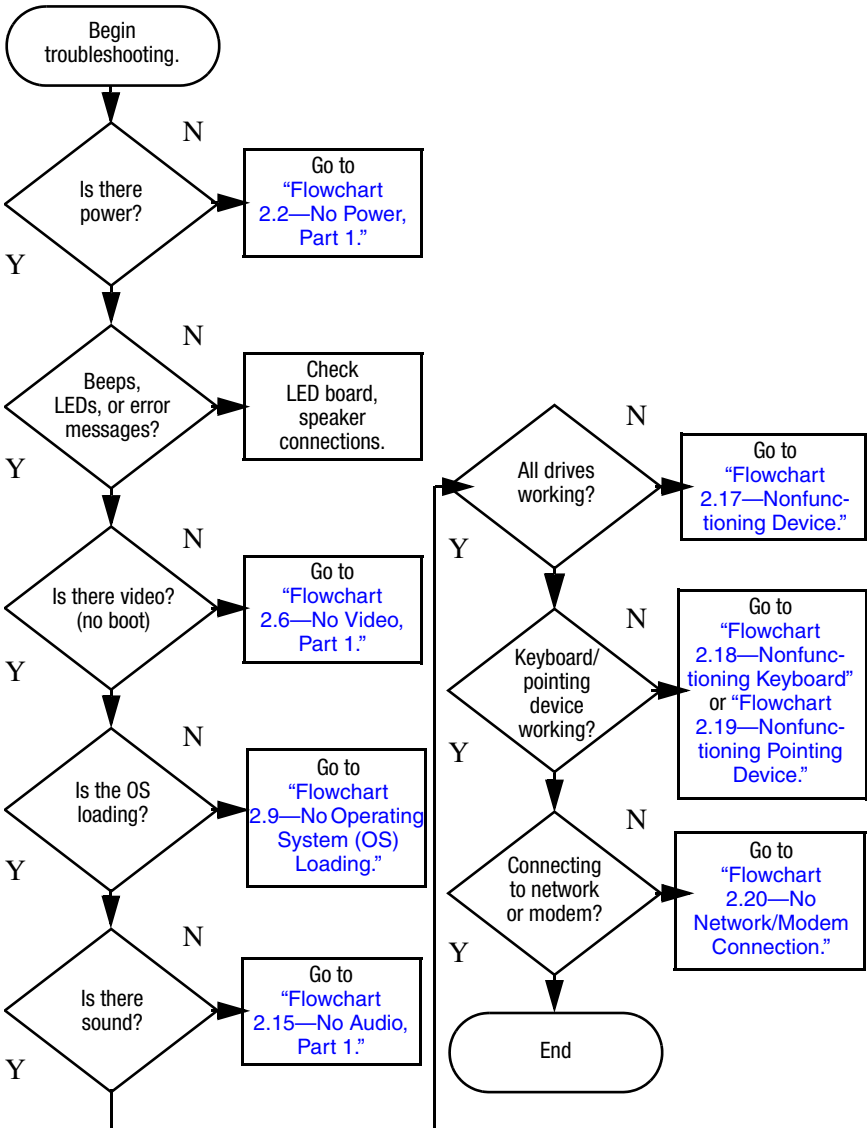 Begin
troubleshooting.
N
Is there
power?
Go to
“Flowchart
2.2—No Power,
Part 1.”
Y
N
Beeps,
LEDs, or error
messages?
Check
LED board,
speaker
connections.
Y
N
Is there video?
(no boot)
Go to
“Flowchart
2.6—No Video,
Part 1.”
Y
N
Is the OS
loading?
Go to
“Flowchart
2.9—No Operating
System (OS)
Loading.”
Y
N
Is there
sound?
Go to
“Flowchart
2.15—No Audio,
Part 1.”
Y
N
All drives
working?
Go to
“Flowchart
2.17—Nonfunc-
tioning Device.”
Y
N
Keyboard/
pointing
device
working?
Go to
“Flowchart
2.18—Nonfunc-
tioning Keyboard”
or “Flowchart
2.19—Nonfunc-
tioning Pointing
Device.”
Y
N
Connecting
to network
or modem?
Go to
“Flowchart
2.20—No
Network/Modem
Connection.”
Y
End